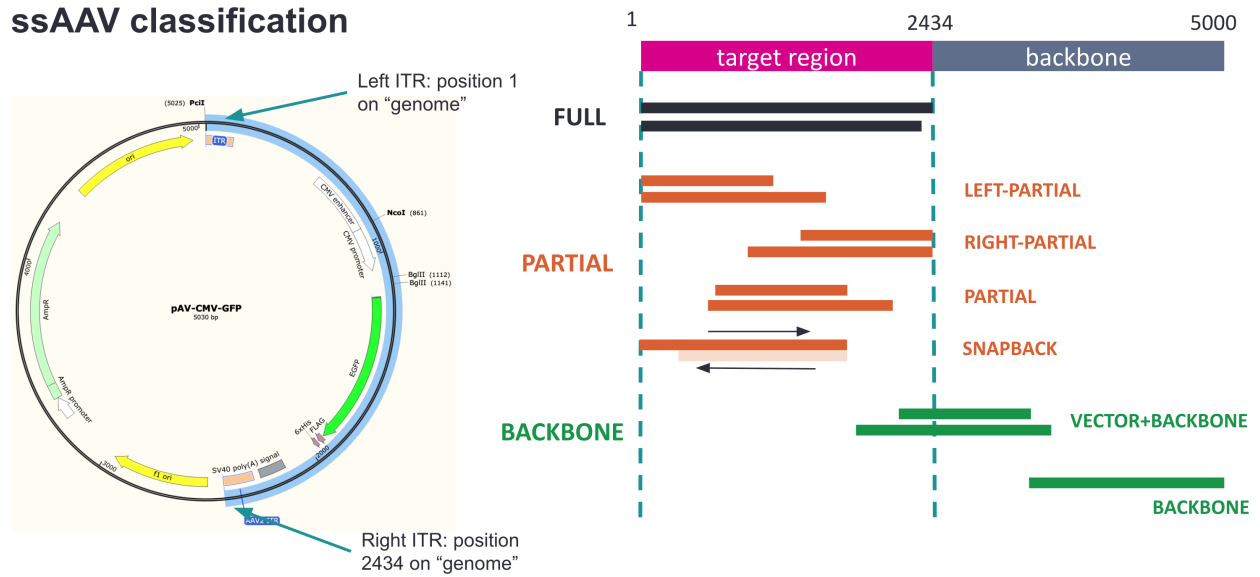 ssAAV classification
Left ITR: position 1
on “genome”
(5025) PciI
5000
ITR
ori
CMV enhancer
CMV promoter
NcoI (861)
1000
BglII (1112)
BglII (1141)
4000
AmpR
AmpR promoter
pAV-CMV-GFP
5030 bp
EGFP
6xHis
FLAG
2000
SV40 poly(A) signal
3000
f1 ori
AAV2 ITR
Right ITR: position
2434 on “genome”
1
2434
5000
target region
backbone
FULL
LEFT-PARTIAL
RIGHT-PARTIAL
PARTIAL
PARTIAL
SNAPBACK
BACKBONE
VECTOR+BACKBONE
BACKBONE